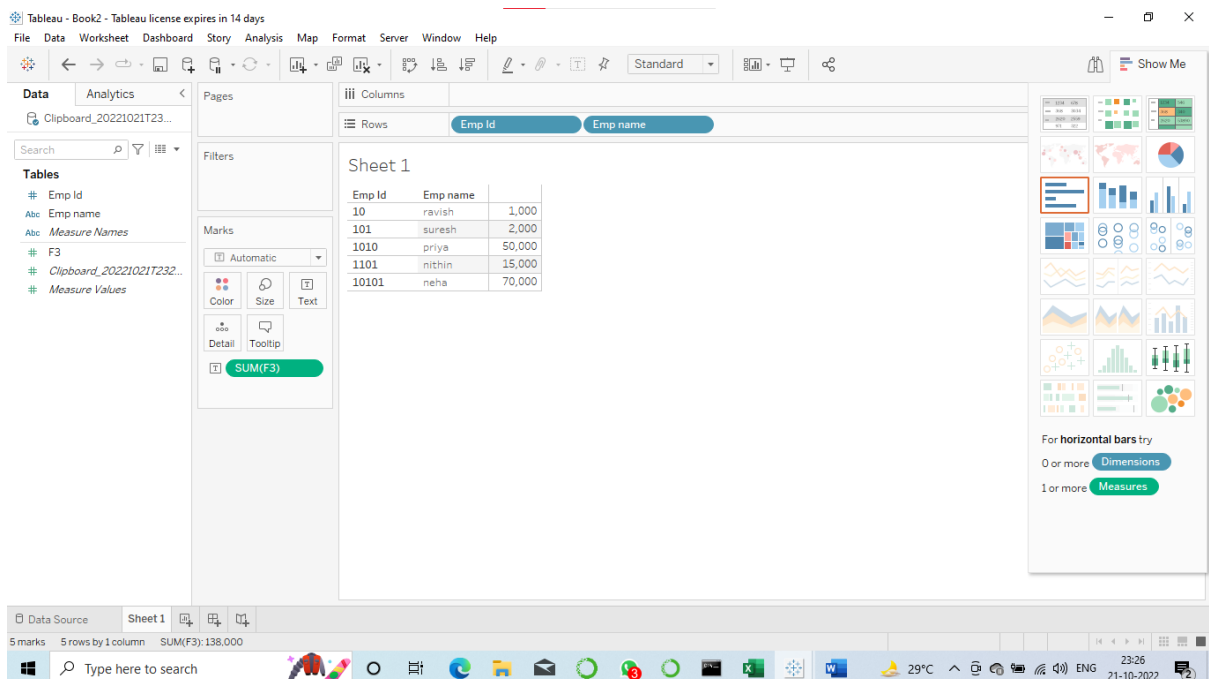 Tableau - Book2 - Tableau license expires in 14 days
File Data Worksheet Dashboard Story Analysis Map Format Server Window Help
Standard
Show Me
Data Analytics
Clipboard_20221021T23...
Search
Tables
# Emp Id
Abc Emp name
Abc Measure Names
# F3
# Clipboard_20221021T232...
# Measure Values
Pages
Filters
Marks
Automatic
Color Size Text
Detail Tooltip
SUM(F3)
Columns
Rows Emp Id Emp name
Sheet 1
Emp Id Emp name
10 ravish 1,000
101 suresh 2,000
1010 priya 50,000
1101 nithin 15,000
10101 neha 70,000
For horizontal bars try
0 or more Dimensions
1 or more Measures
Data Source Sheet 1
5 marks 5 rows by 1 column SUM(F3): 138,000
Type here to search
3
29°C ENG 23:26
21-10-2022
2